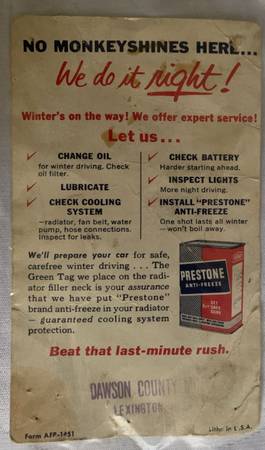 NO MONKEYSHINES HERE...
We do it right!
Winter's on the way! We offer expert service!
Let us...
✓ CHANGE OIL
for winter driving. Check
oil filter.
✓ LUBRICATE
✓ CHECK COOLING
SYSTEM
—radiator, fan belt, water
pump, hose connections.
Inspect for leaks.
✓ CHECK BATTERY
Harder starting ahead.
✓ INSPECT LIGHTS
More night driving.
✓ INSTALL "PRESTONE"
ANTI-FREEZE
One shot lasts all winter
—won't boil away.
We'll prepare your car for safe,
carefree winter driving . . . The
Green Tag we place on the radi-
ator filler neck is your assurance
that we have put "Prestone"
brand anti-freeze in your radiator
— guaranteed cooling system
protection.
PRESTONE
ANTI-FREEZE
Beat that last-minute rush.
DAWSON COUNTY
LEXINGTON
Form AFP-1451
Litho in U.S.A.